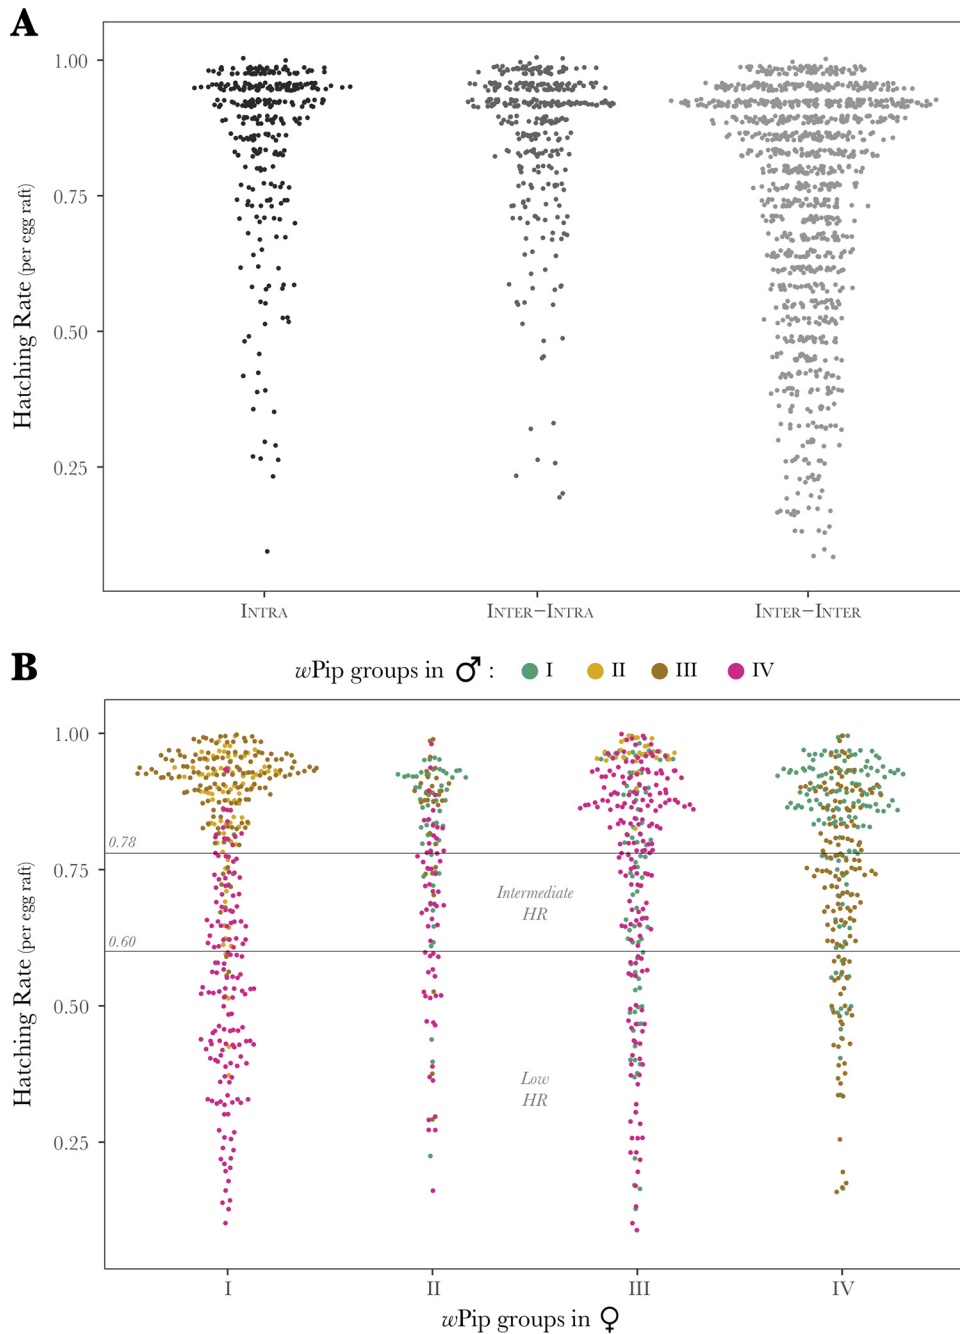 A
1.00
0.75
0.50
0.25
Hatching Rate (per egg raft)
Intra
Inter–Intra
Inter–Inter
B
wPip groups in ♂ : I II III IV
1.00
0.78
0.75
Intermediate
HR
0.60
0.50
Low
HR
0.25
Hatching Rate (per egg raft)
I
II
III
IV
wPip groups in ♀